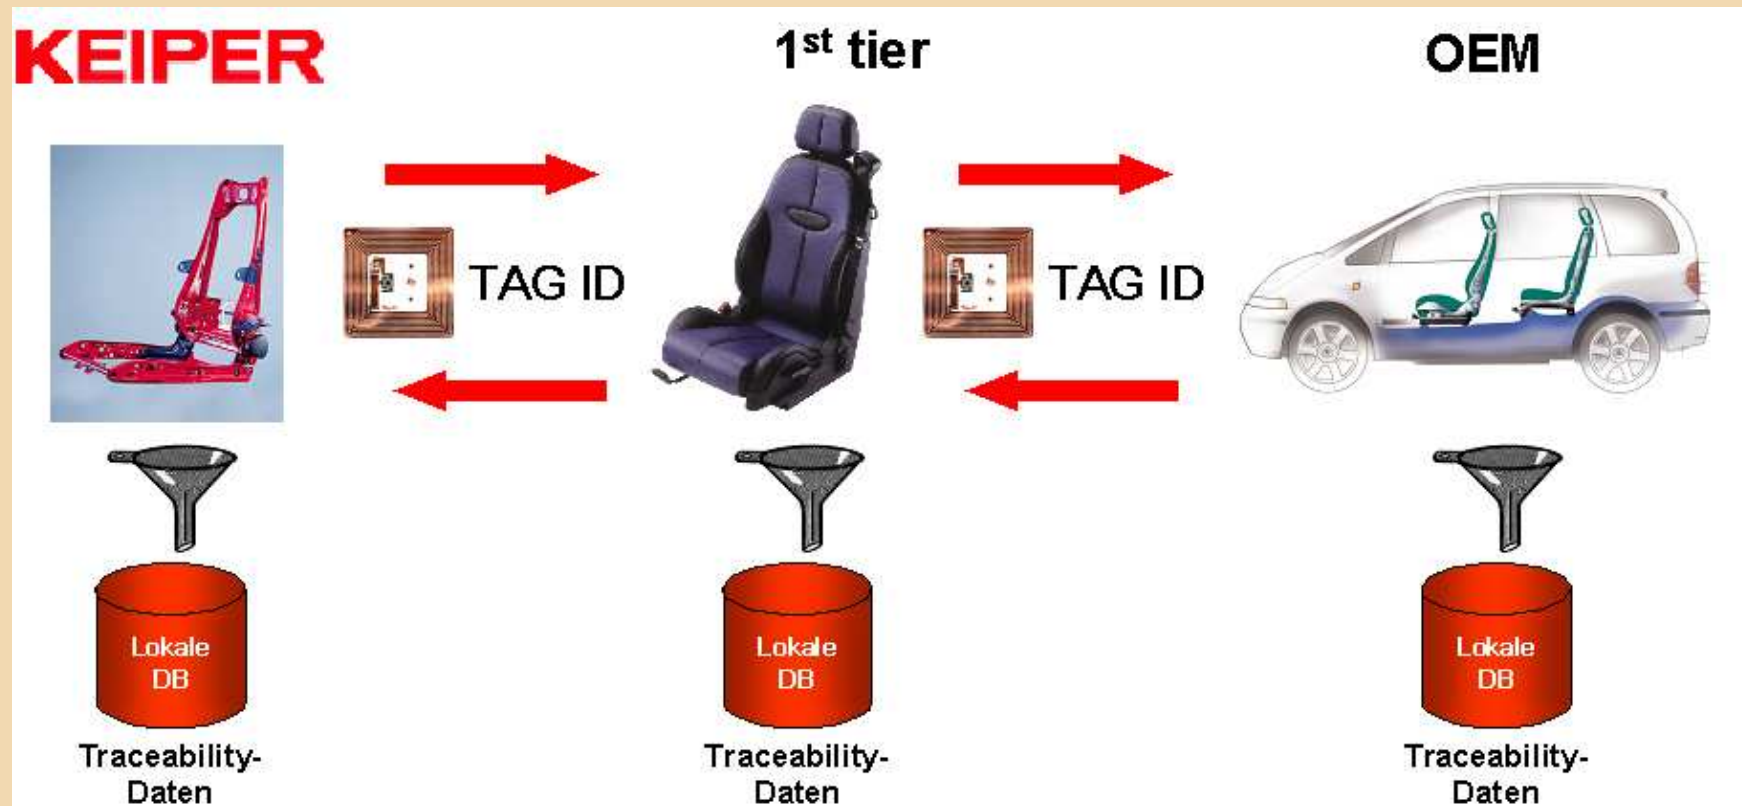 KEIPER
1st tier
OEM
TAG ID
TAG ID
Lokale
DB
Lokale
DB
Lokale
DB
Traceability-
Daten
Traceability-
Daten
Traceability-
Daten